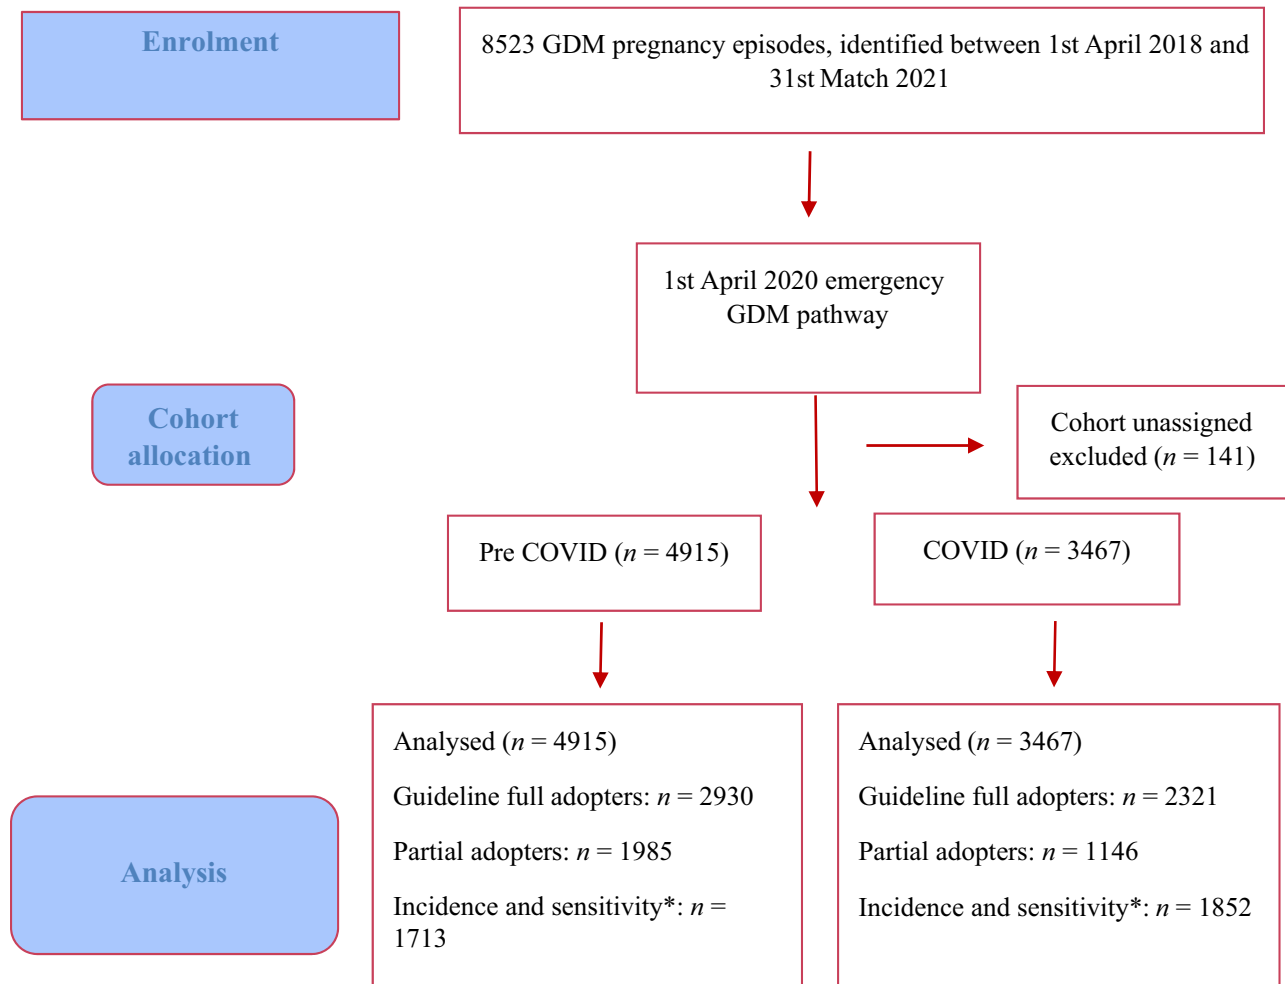 Enrolment
8523 GDM pregnancy episodes, identified between 1st April 2018 and
31st Match 2021
1st April 2020 emergency
GDM pathway
Cohort
allocation
Cohort unassigned
excluded (n = 141)
Pre COVID (n = 4915)
COVID (n = 3467)
Analysis
Analysed (n = 4915)
Guideline full adopters: n = 2930
Partial adopters: n = 1985
Incidence and sensitivity*: n =
1713
Analysed (n = 3467)
Guideline full adopters: n = 2321
Partial adopters: n = 1146
Incidence and sensitivity*: n = 1852